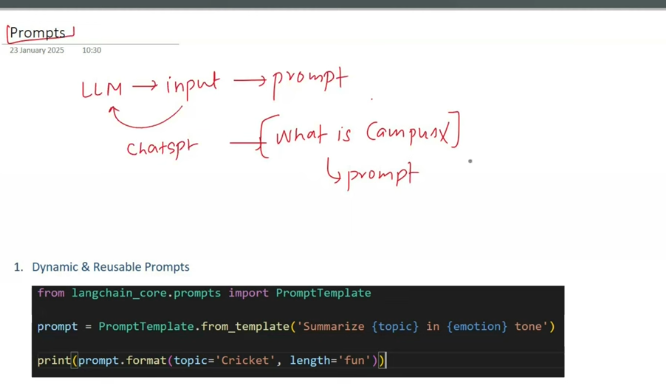 Prompts
23 January 2025 10:30
LLM → input → prompt
Chatgpt — [What is CampusX]
↳ prompt
1. Dynamic & Reusable Prompts
from langchain_core.prompts import PromptTemplate
prompt = PromptTemplate.from_template('Summarize {topic} in {emotion} tone')
print(prompt.format(topic='Cricket', length='fun'))